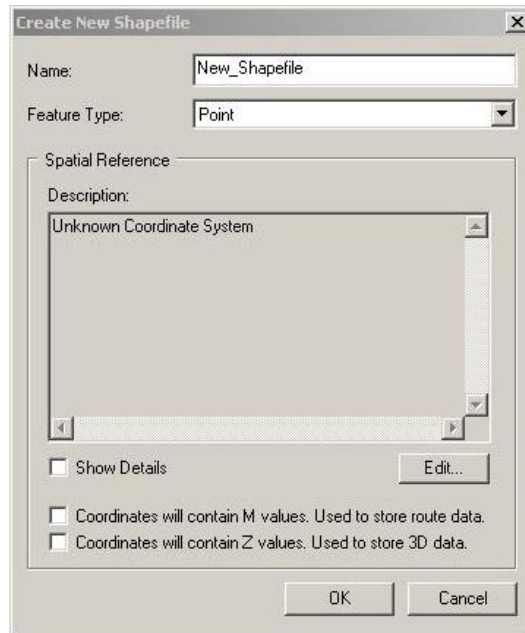 Create New Shapefile
Name:
New_Shapefile
Feature Type:
Point
Spatial Reference
Description:
Unknown Coordinate System
Show Details
Edit...
Coordinates will contain M values. Used to store route data.
Coordinates will contain Z values. Used to store 3D data.
OK
Cancel